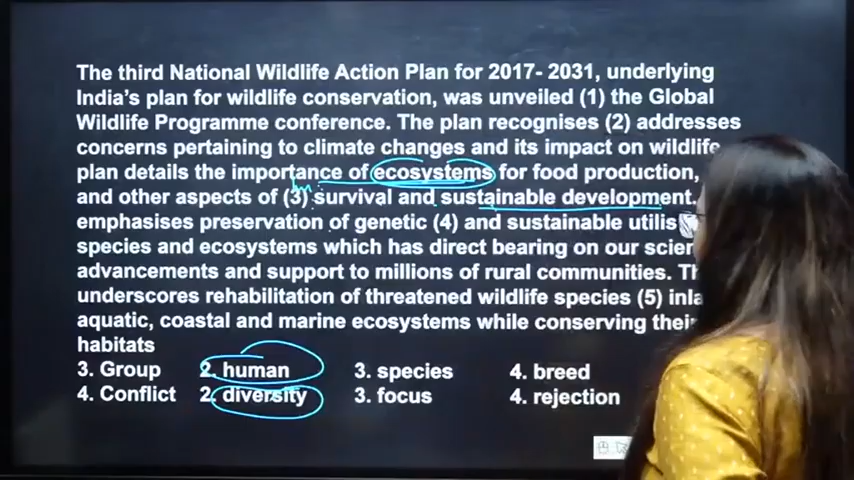 The third National Wildlife Action Plan for 2017- 2031, underlying
India's plan for wildlife conservation, was unveiled (1) the Global
Wildlife Programme conference. The plan recognises (2) addresses
concerns pertaining to climate changes and its impact on wildlife
plan details the importance of ecosystems for food production,
and other aspects of (3) survival and sustainable development.
emphasises preservation of genetic (4) and sustainable utilis
species and ecosystems which has direct bearing on our scien
advancements and support to millions of rural communities. Th
underscores rehabilitation of threatened wildlife species (5) inla
aquatic, coastal and marine ecosystems while conserving their
habitats
3. Group 2. human 3. species 4. breed
4. Conflict 2. diversity 3. focus 4. rejection